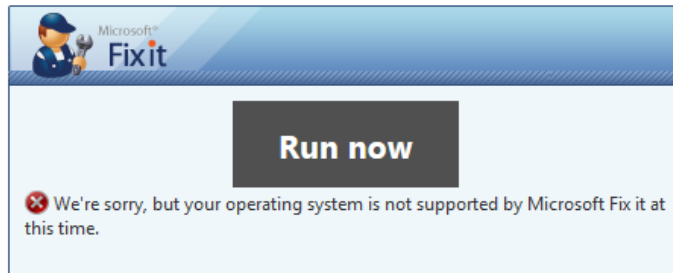 Microsoft®
Fix it
Run now
We're sorry, but your operating system is not supported by Microsoft Fix it at
this time.